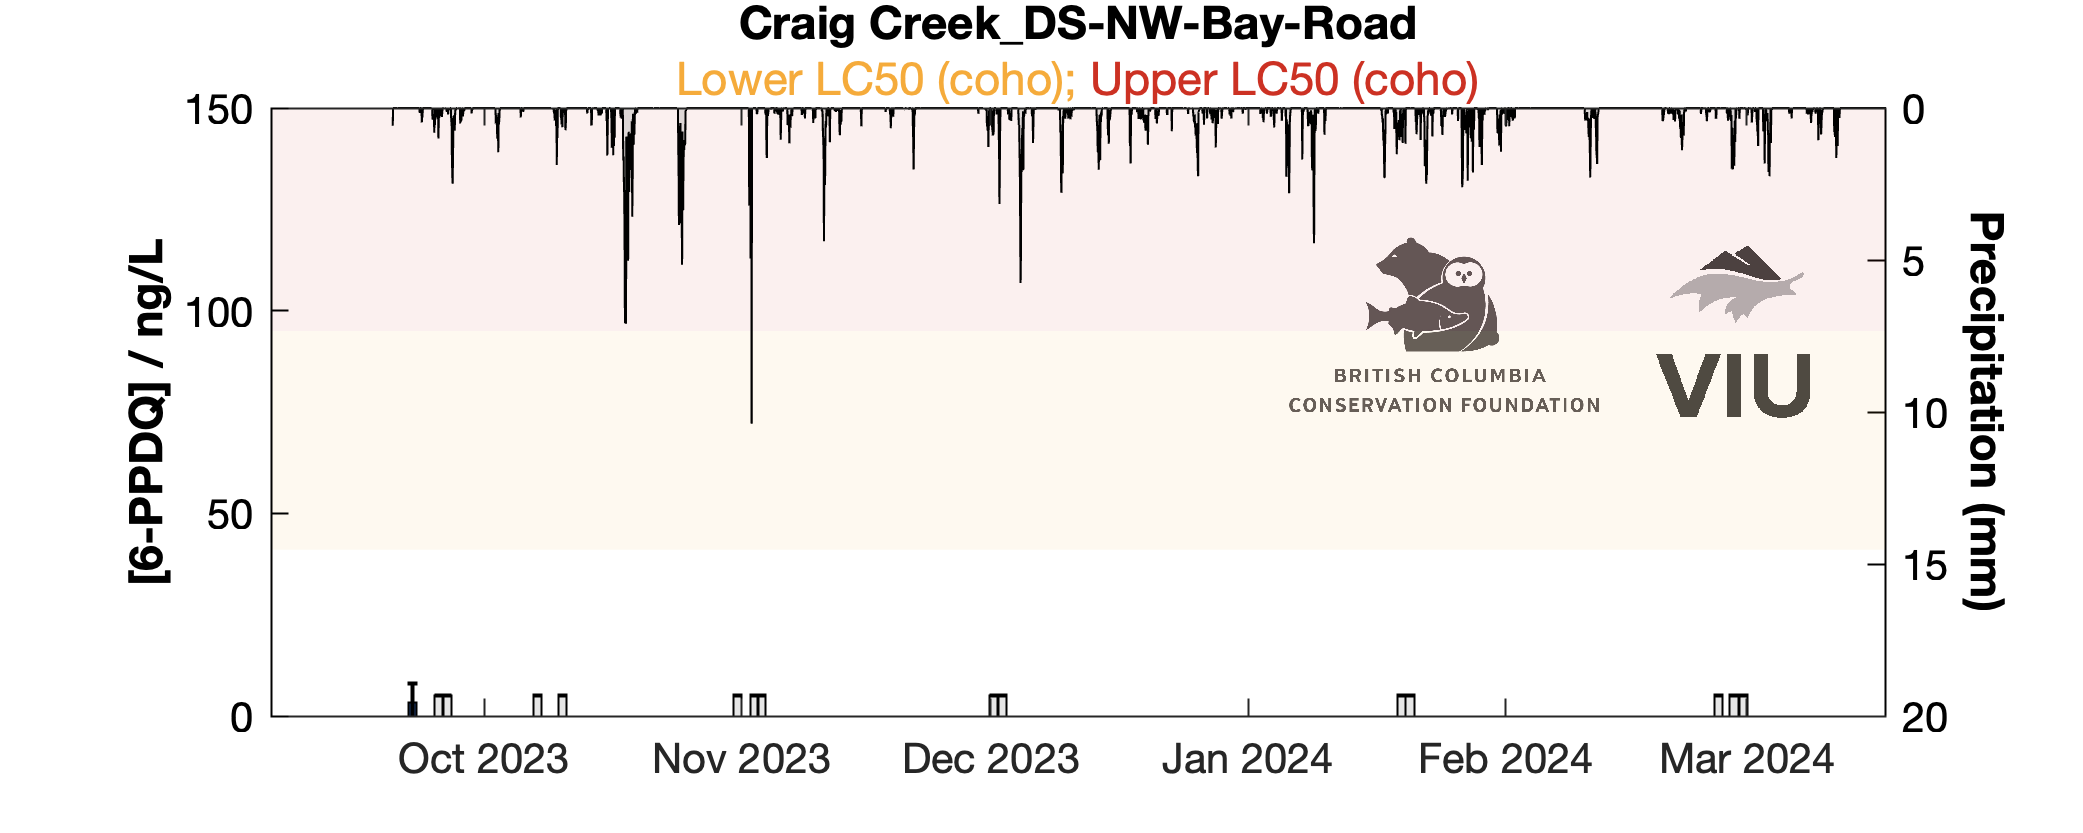 Craig Creek_DS-NW-Bay-Road
Lower LC50 (coho); Upper LC50 (coho)
150
100
50
0
[6-PPDQ] / ng/L
0
5
10
15
20
Precipitation (mm)
BRITISH COLUMBIA
CONSERVATION FOUNDATION
VIU
Oct 2023
Nov 2023
Dec 2023
Jan 2024
Feb 2024
Mar 2024